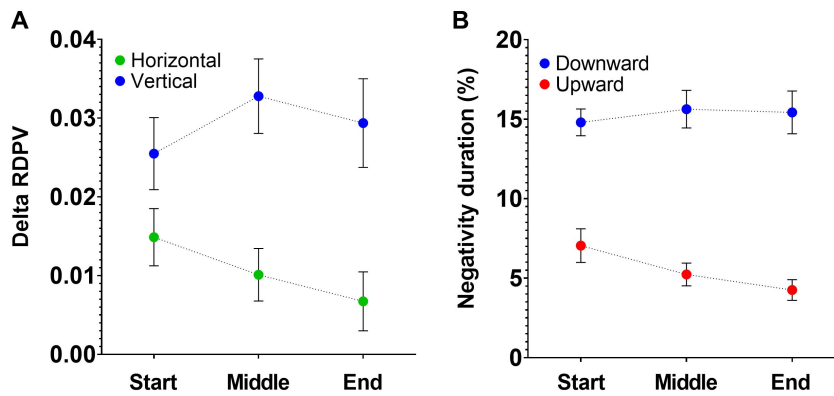 A
Delta RDPV
0.04
0.03
0.02
0.01
0.00
Horizontal
Vertical
Start Middle End
B
Negativity duration (%)
20
15
10
5
0
Downward
Upward
Start Middle End